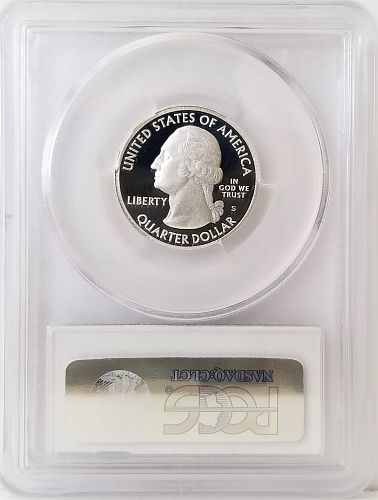 UNITED STATES OF AMERICA
LIBERTY
IN
GOD WE
TRUST
S
QUARTER DOLLAR
NASDAQ:CLCT
PCGS